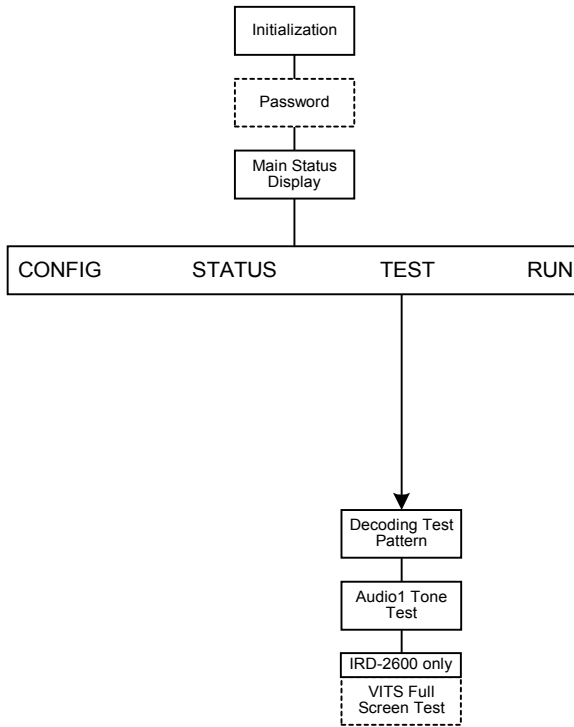 Initialization
Password
Main Status
Display
CONFIG STATUS TEST RUN
Decoding Test
Pattern
Audio1 Tone
Test
IRD-2600 only
VITS Full
Screen Test